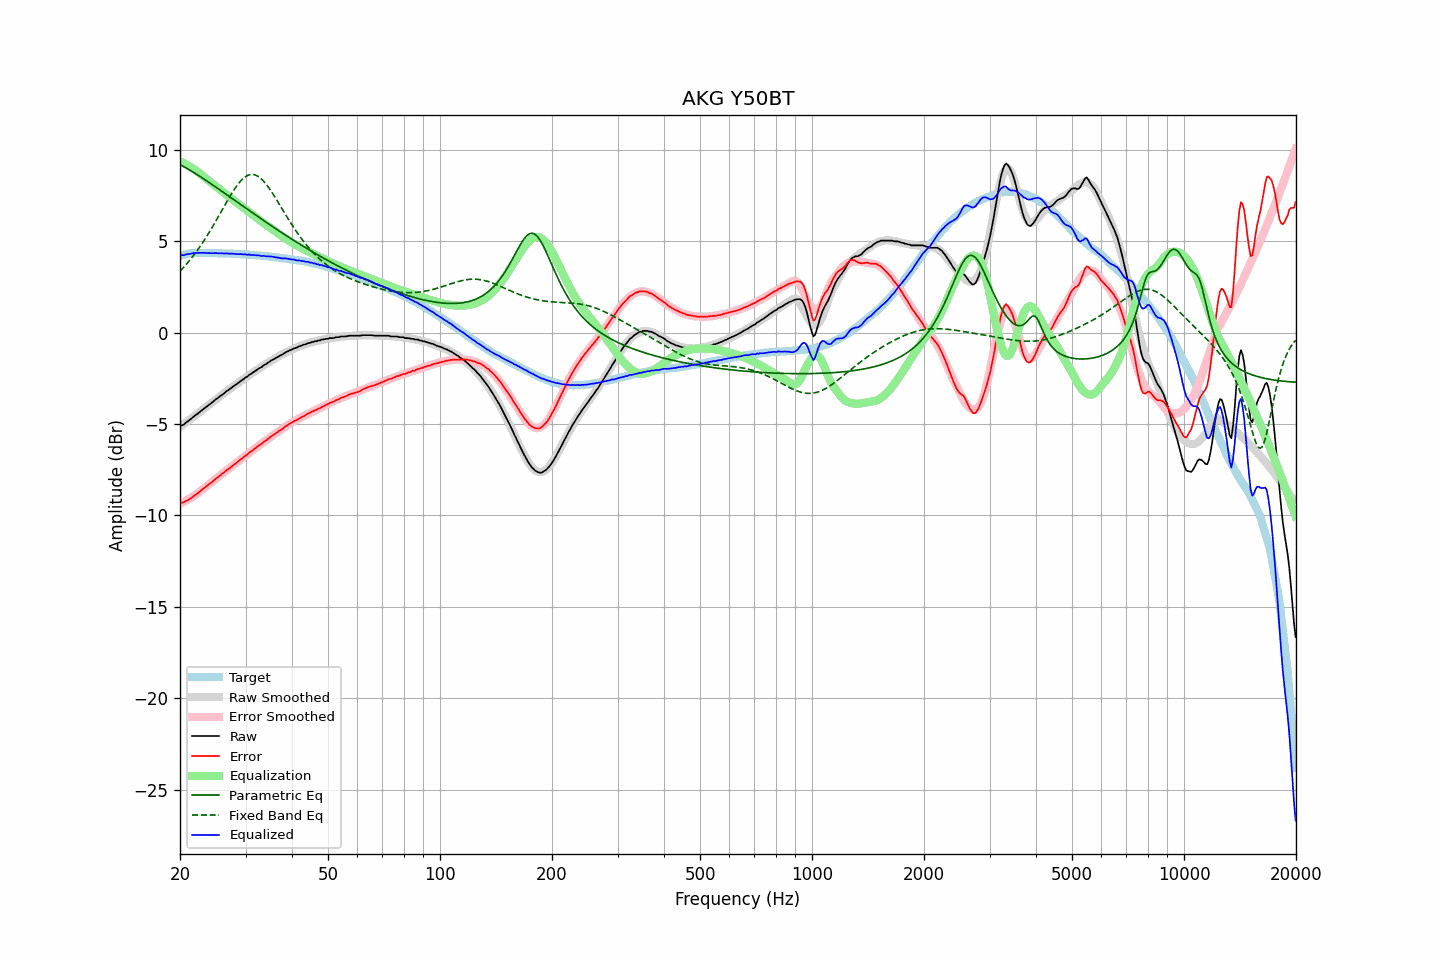 AKG Y50BT
Amplitude (dBr)
10
5
0
−5
−10
−15
−20
−25
Target
Raw Smoothed
Error Smoothed
Raw
Error
Equalization
Parametric Eq
Fixed Band Eq
Equalized
20 50 100 200 500 1000 2000 5000 10000 20000
Frequency (Hz)